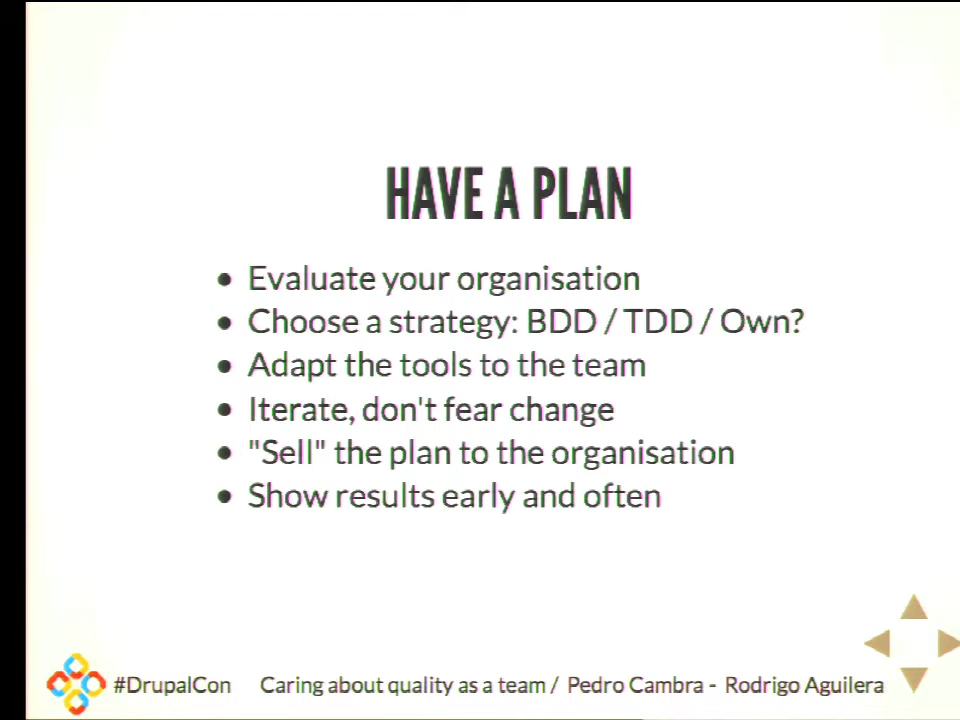 HAVE A PLAN
• Evaluate your organisation
• Choose a strategy: BDD / TDD / Own?
• Adapt the tools to the team
• Iterate, don't fear change
• "Sell" the plan to the organisation
• Show results early and often
#DrupalCon Caring about quality as a team / Pedro Cambra - Rodrigo Aguilera